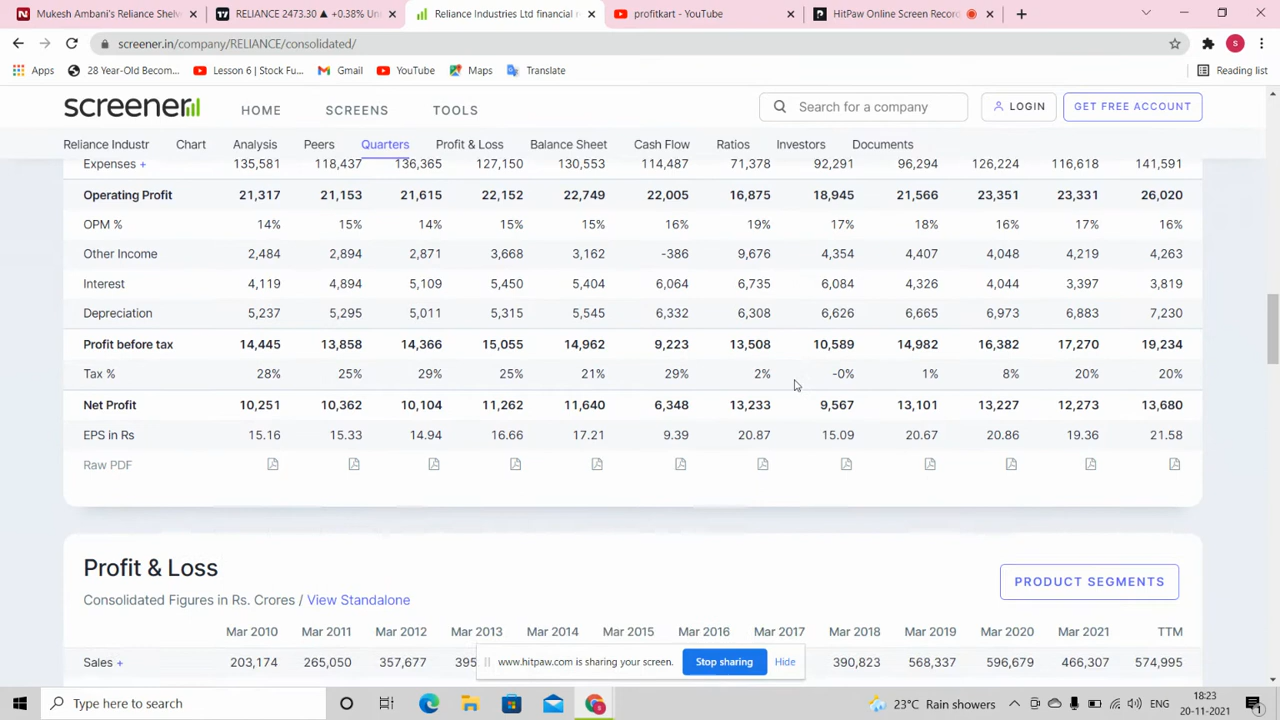 Mukesh Ambani's Reliance Shelve
RELIANCE 2473.30 ▲ +0.38% Un
Reliance Industries Ltd financial r
profitkart - YouTube
HitPaw Online Screen Record
screener.in/company/RELIANCE/consolidated/
S
Apps
28 Year-Old Becom...
Lesson 6 | Stock Fu...
Gmail
YouTube
Maps
Translate
Reading list
screener
HOME
SCREENS
TOOLS
Search for a company
LOGIN
GET FREE ACCOUNT
Reliance Industr Chart Analysis Peers Quarters Profit & Loss Balance Sheet Cash Flow Ratios Investors Documents
Expenses + 135,581 118,437 136,365 127,150 130,553 114,487 71,378 92,291 96,294 126,224 116,618 141,591
Operating Profit 21,317 21,153 21,615 22,152 22,749 22,005 16,875 18,945 21,566 23,351 23,331 26,020
OPM % 14% 15% 14% 15% 15% 16% 19% 17% 18% 16% 17% 16%
Other Income 2,484 2,894 2,871 3,668 3,162 -386 9,676 4,354 4,407 4,048 4,219 4,263
Interest 4,119 4,894 5,109 5,450 5,404 6,064 6,735 6,084 4,326 4,044 3,397 3,819
Depreciation 5,237 5,295 5,011 5,315 5,545 6,332 6,308 6,626 6,665 6,973 6,883 7,230
Profit before tax 14,445 13,858 14,366 15,055 14,962 9,223 13,508 10,589 14,982 16,382 17,270 19,234
Tax % 28% 25% 29% 25% 21% 29% 2% -0% 1% 8% 20% 20%
Net Profit 10,251 10,362 10,104 11,262 11,640 6,348 13,233 9,567 13,101 13,227 12,273 13,680
EPS in Rs 15.16 15.33 14.94 16.66 17.21 9.39 20.87 15.09 20.67 20.86 19.36 21.58
Raw PDF
Profit & Loss
PRODUCT SEGMENTS
Consolidated Figures in Rs. Crores / View Standalone
Mar 2010 Mar 2011 Mar 2012 Mar 2013 Mar 2014 Mar 2015 Mar 2016 Mar 2017 Mar 2018 Mar 2019 Mar 2020 Mar 2021 TTM
Sales + 203,174 265,050 357,677 395 390,823 568,337 596,679 466,307 574,995
www.hitpaw.com is sharing your screen.
Stop sharing
Hide
Type here to search
23°C Rain showers
ENG
18:23
20-11-2021
1